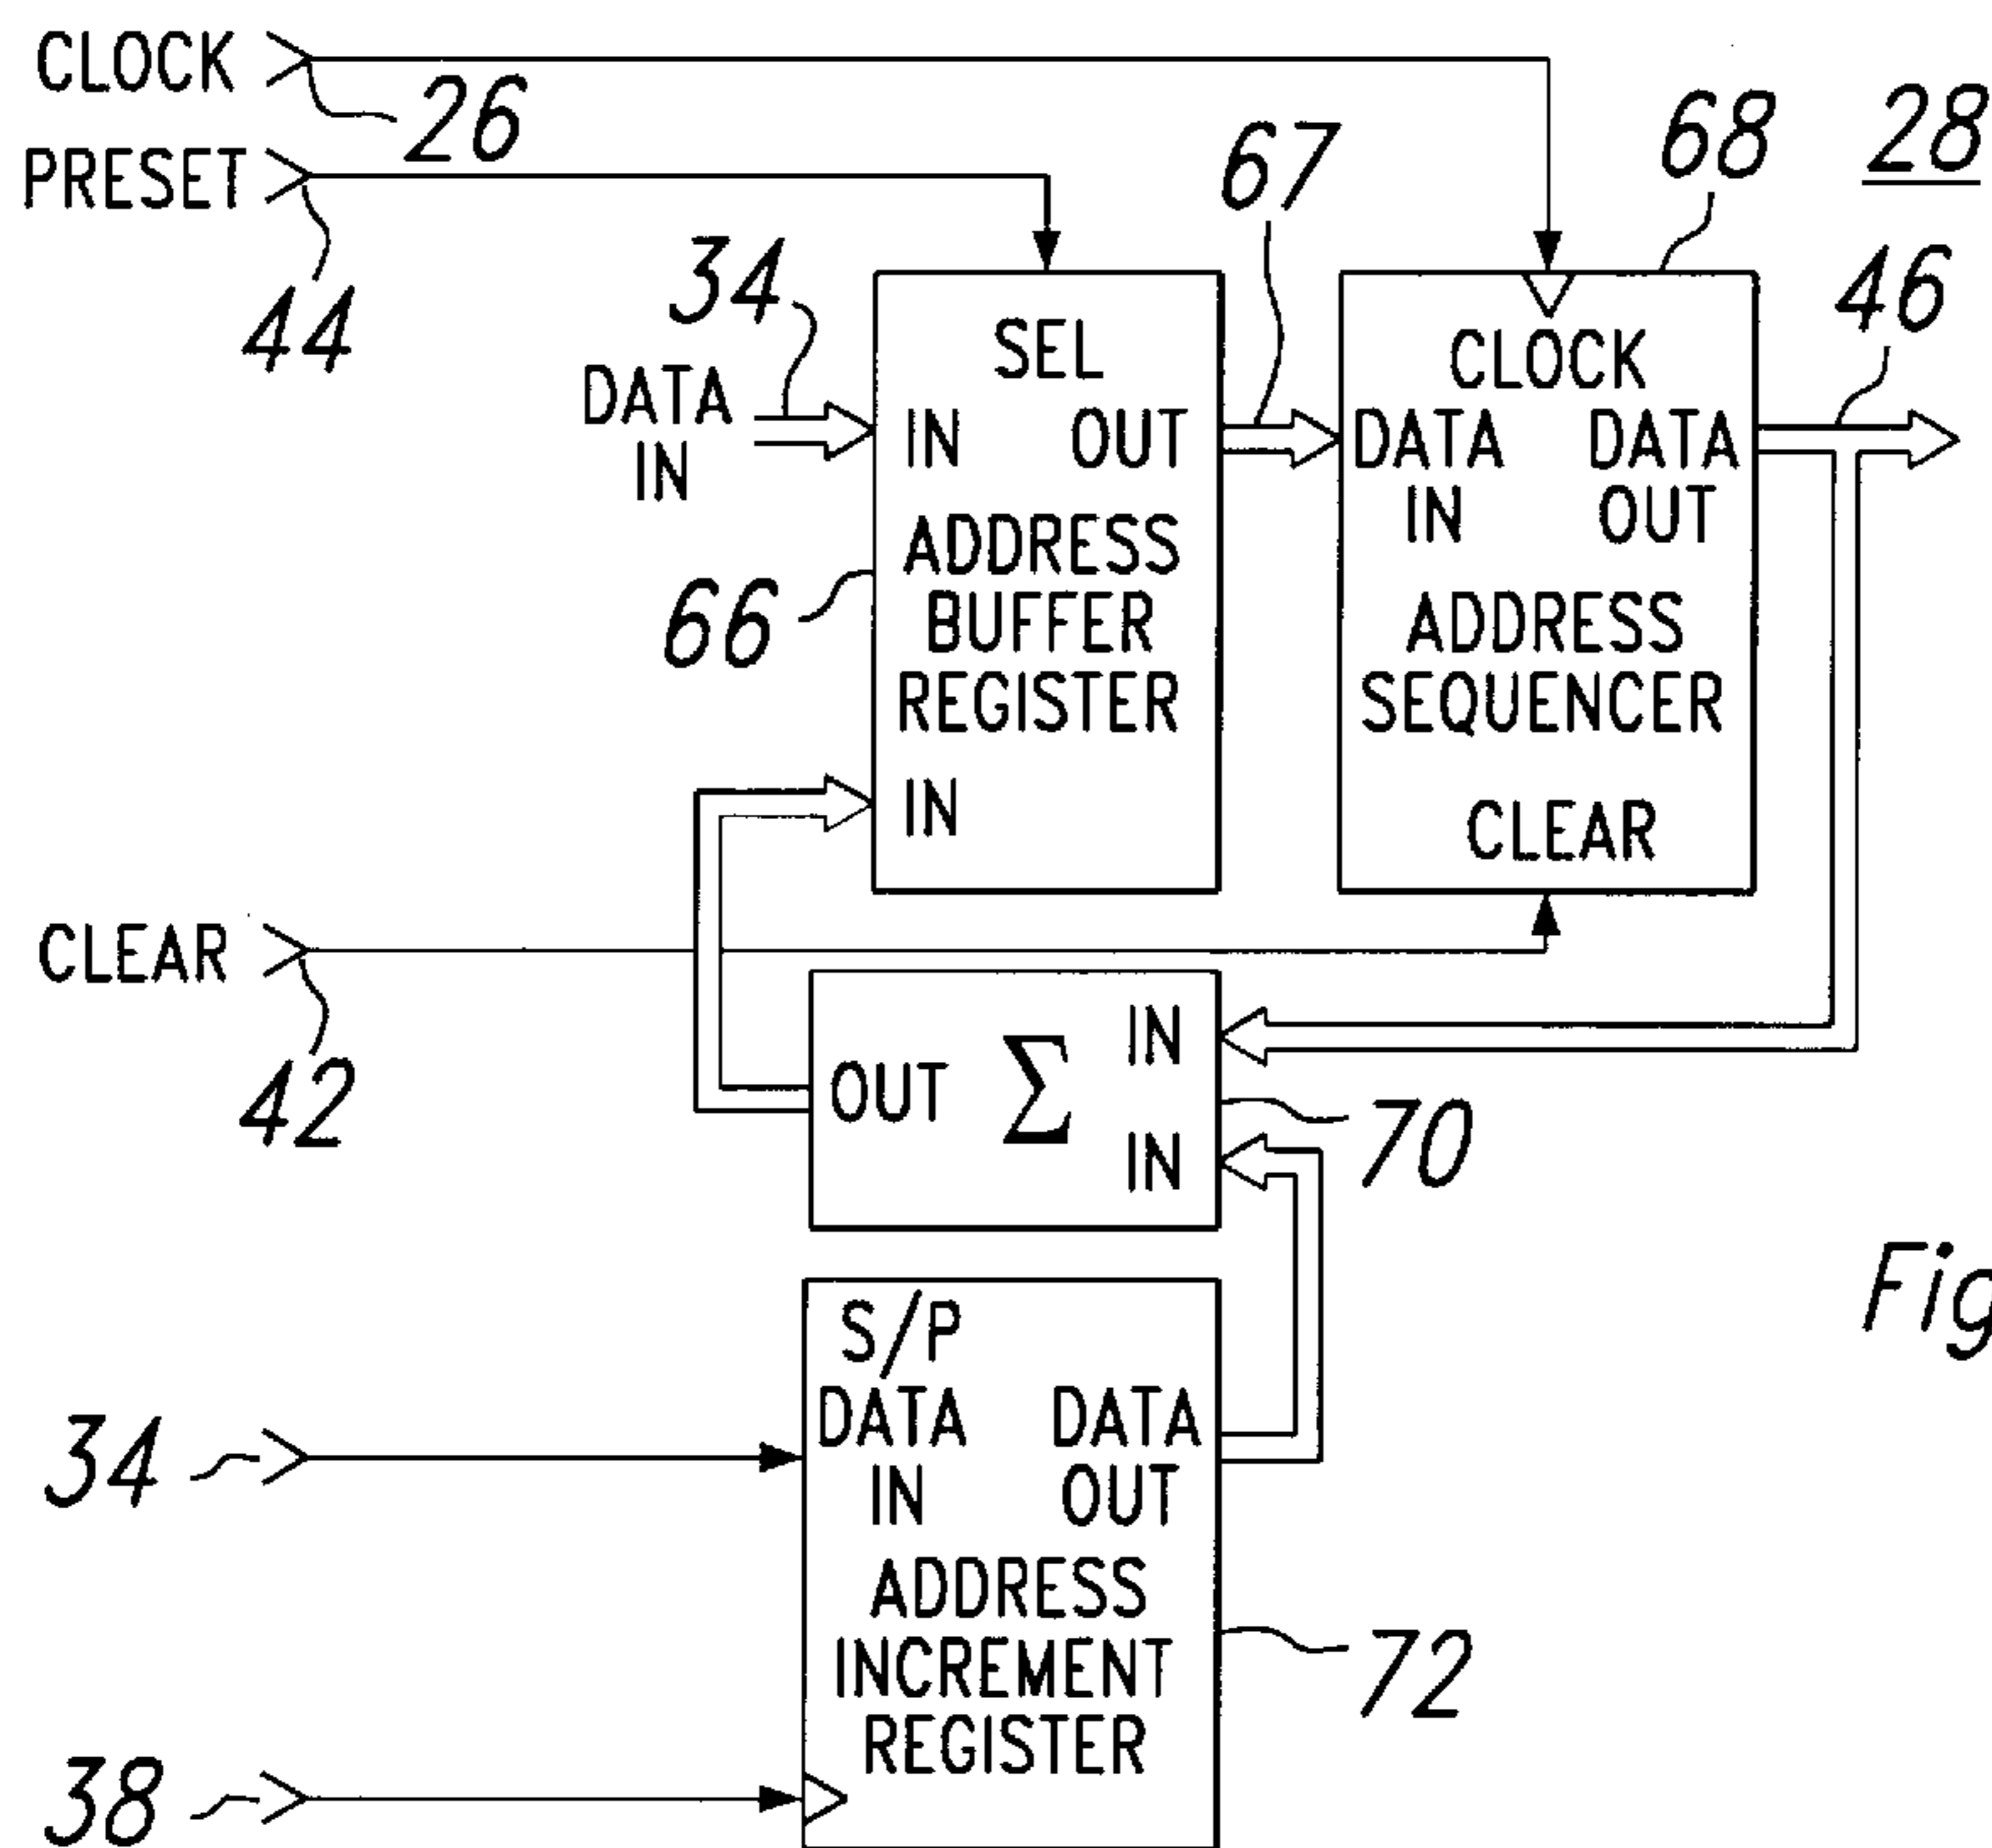 CLOCK
26
PRESET
44
67
68
28
46
34
DATA
IN
SEL
IN OUT
ADDRESS
BUFFER
REGISTER
IN
66
CLOCK
DATA DATA
IN OUT
ADDRESS
SEQUENCER
CLEAR
CLEAR
42
OUT Σ IN
IN
70
Fig
S/P
DATA DATA
IN OUT
ADDRESS
INCREMENT
REGISTER
34
72
38